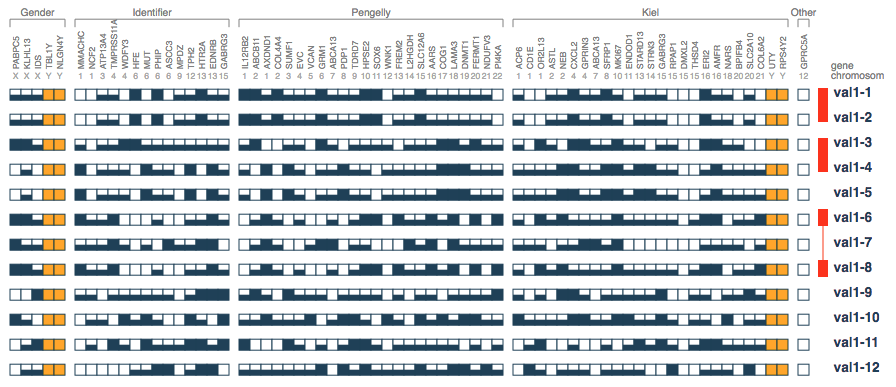 Gender Identifier Pengelly Kiel Other
PABPC5 KLHL13 IDS TBL1Y NLGN4Y MMACHC NCF2 ATP13A4 TMPRSS11A WDFY3 HFE MUT PHIP ASCC3 MPDZ TPH2 HTR2A EDNRB GABRG3 IL12RB2 ABCB11 AXDND1 COL4A4 SUMF1 EVC VCAN GRM1 ABCA13 PDP1 TDRD7 HPSE2 SOX6 WNK1 FREM2 L2HGDH SLC12A6 AARS COG1 LAMA3 DNMT1 FERMT1 NDUFV3 PI4KA ACP6 CD1E OR2L13 ASTL NEB CXCL2 GPRIN3 ABCA13 SFRP1 MKI67 ENDOD1 STARD13 STRN3 GABRG3 RPAP1 DMXL2 THSD4 ERI2 AMFR NARS BPIFB4 SLC2A10 COL6A2 UTY RPS4Y2 GPRC5A gene
X X X Y Y 1 1 3 4 4 6 6 6 6 9 12 13 13 15 1 2 1 2 3 4 5 6 7 8 9 10 11 12 13 14 15 16 17 18 19 20 21 22 1 1 1 2 2 4 4 7 8 10 11 13 14 15 15 15 15 16 16 18 20 20 21 Y Y 12 chromosom
val1-1
val1-2
val1-3
val1-4
val1-5
val1-6
val1-7
val1-8
val1-9
val1-10
val1-11
val1-12